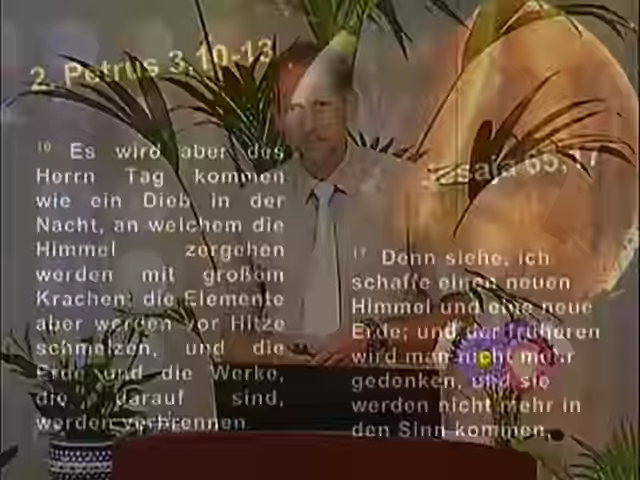 2. Petrus 3,10-13
10 Es wird aber des
Herrn Tag kommen
wie ein Dieb in der
Nacht, an welchem die
Himmel zergehen
werden mit großem
Krachen; die Elemente
aber werden vor Hitze
schmelzen, und die
Erde und die Werke,
die darauf sind,
werden verbrennen
Jesaja 65,17
17 Denn siehe, ich
schaffe einen neuen
Himmel und eine neue
Erde; und der früheren
wird man nicht mehr
gedenken, und sie
werden nicht mehr in
den Sinn kommen,